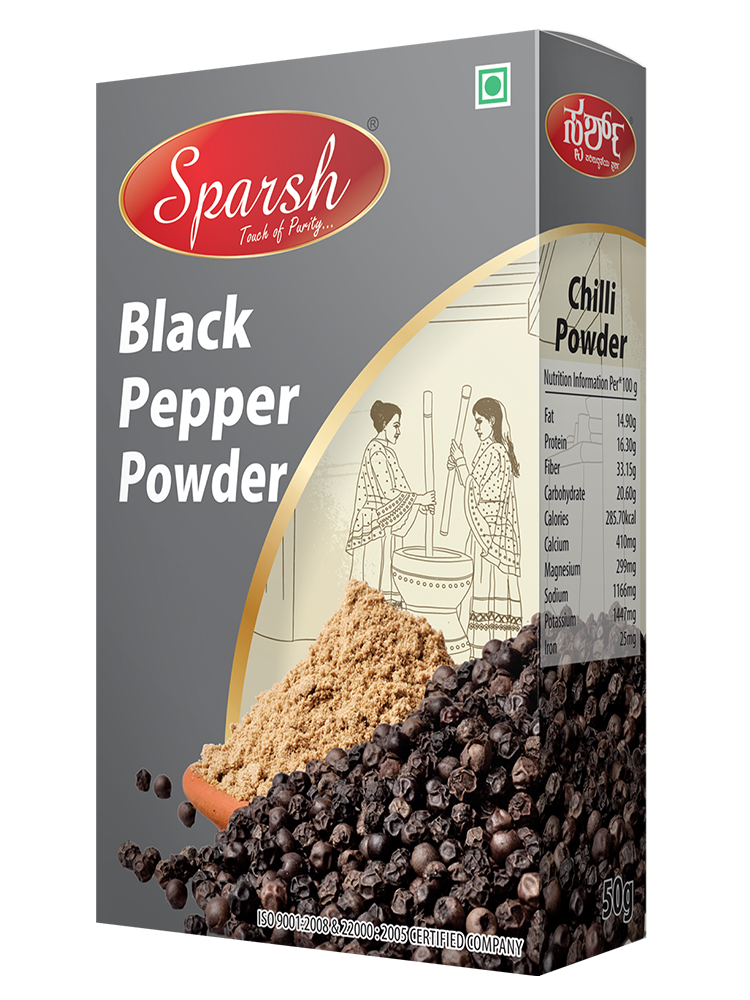 Sparsh ®
Touch of Purity...
Black
Pepper
Powder
ISO 9001:2008 & 22000 : 2005 CERTIFIED COMPANY
ಸ್ಪರ್ಶ್
Chilli
Powder
Nutrition Information Per*100 g
Fat 14.90g
Protein 16.30g
Fiber 33.15g
Carbohydrate 20.60g
Calories 285.70kcal
Calcium 410mg
Magnesium 299mg
Sodium 1166mg
Potassium 1447mg
Iron 25mg
50g